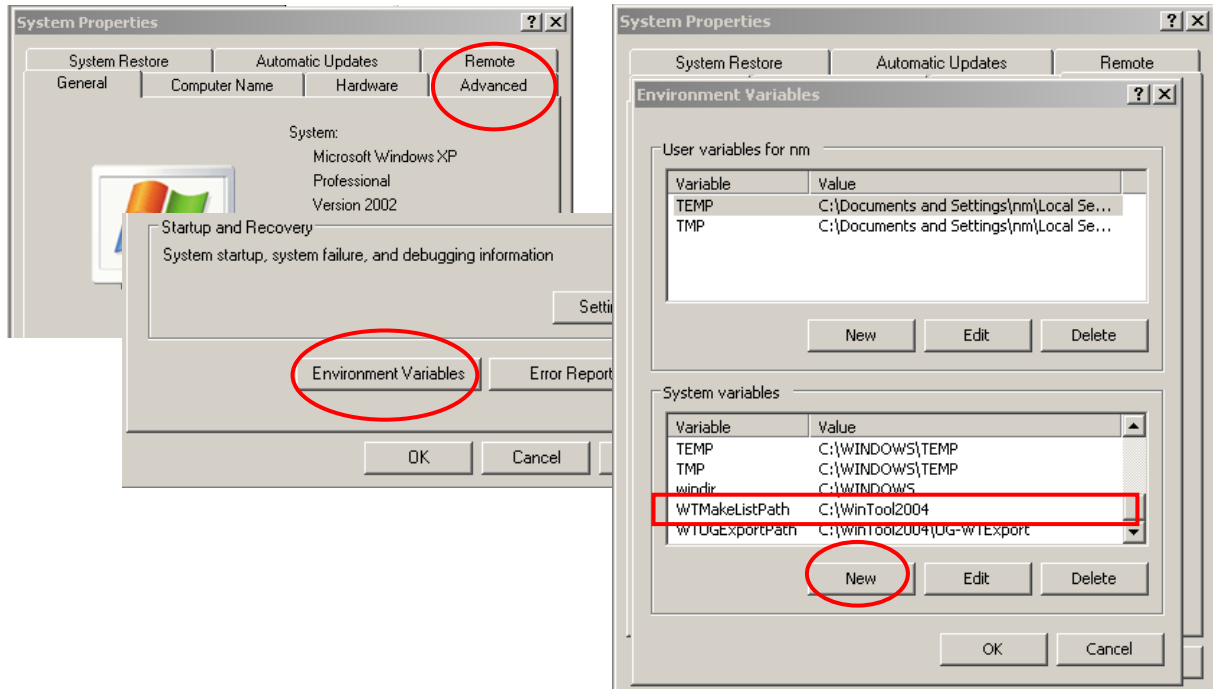 System Properties
System Restore Automatic Updates Remote
General Computer Name Hardware Advanced
System:
Microsoft Windows XP
Professional
Version 2002
Startup and Recovery
System startup, system failure, and debugging information
Setti
Environment Variables Error Report
OK Cancel
System Properties
System Restore Automatic Updates Remote
Environment Variables
User variables for nm
Variable Value
TEMP C:\Documents and Settings\nm\Local Se...
TMP C:\Documents and Settings\nm\Local Se...
New Edit Delete
System variables
Variable Value
TEMP C:\WINDOWS\TEMP
TMP C:\WINDOWS\TEMP
windir C:\WINDOWS
WTMakeListPath C:\WinTool2004
WTUGExportPath C:\WinTool2004\UG-WTExport
New Edit Delete
OK Cancel